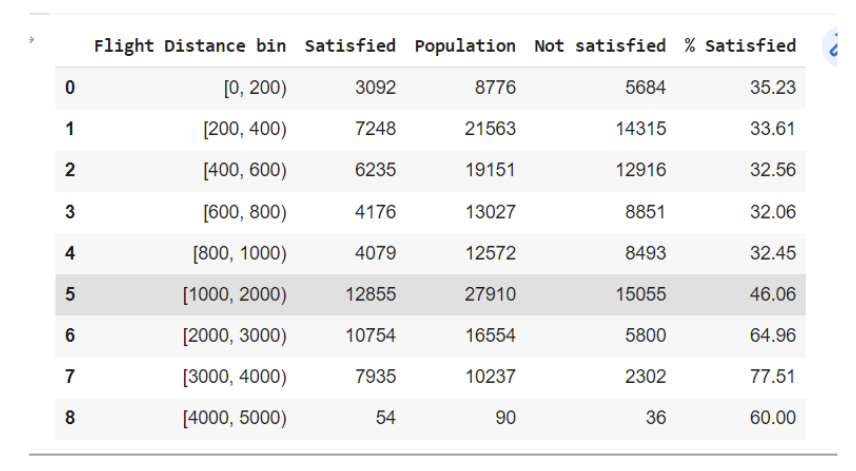 Flight Distance bin Satisfied Population Not satisfied % Satisfied
0 [0, 200) 3092 8776 5684 35.23
1 [200, 400) 7248 21563 14315 33.61
2 [400, 600) 6235 19151 12916 32.56
3 [600, 800) 4176 13027 8851 32.06
4 [800, 1000) 4079 12572 8493 32.45
5 [1000, 2000) 12855 27910 15055 46.06
6 [2000, 3000) 10754 16554 5800 64.96
7 [3000, 4000) 7935 10237 2302 77.51
8 [4000, 5000) 54 90 36 60.00